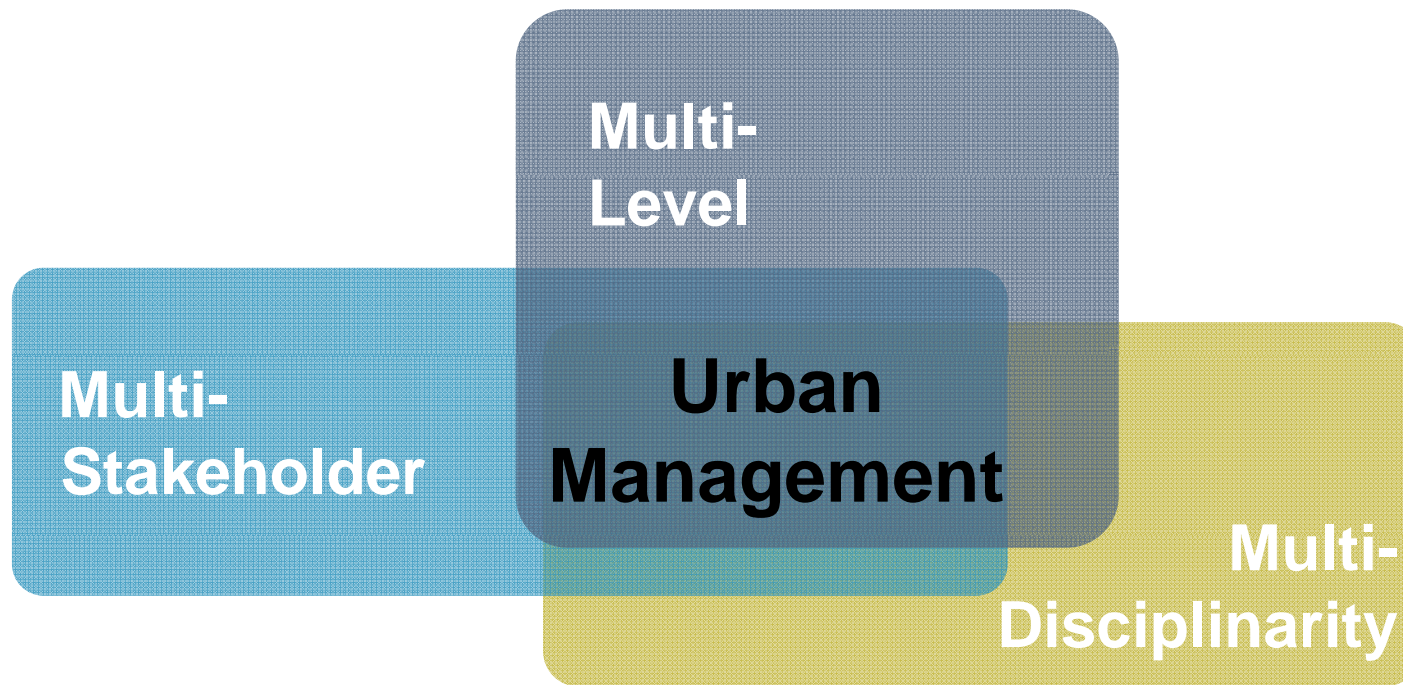 Multi-
Level
Multi-
Stakeholder
Urban
Management
Multi-
Disciplinarity